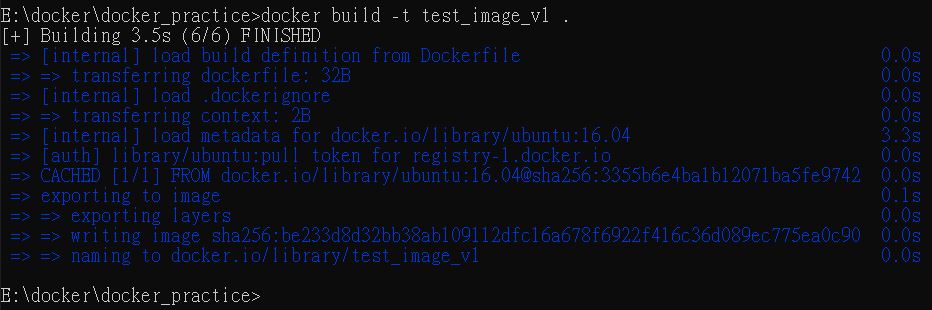 E:\docker\docker_practice>docker build -t test_image_v1 .
[+] Building 3.5s (6/6) FINISHED
=> [internal] load build definition from Dockerfile 0.0s
=> => transferring dockerfile: 32B 0.0s
=> [internal] load .dockerignore 0.0s
=> => transferring context: 2B 0.0s
=> [internal] load metadata for docker.io/library/ubuntu:16.04 3.3s
=> [auth] library/ubuntu:pull token for registry-1.docker.io 0.0s
=> CACHED [1/1] FROM docker.io/library/ubuntu:16.04@sha256:3355b6e4ba1b12071ba5fe9742 0.0s
=> exporting to image 0.1s
=> => exporting layers 0.0s
=> => writing image sha256:be233d8d32bb38ab109112dfc16a678f6922f416c36d089ec775ea0c90 0.0s
=> => naming to docker.io/library/test_image_v1 0.0s
E:\docker\docker_practice>